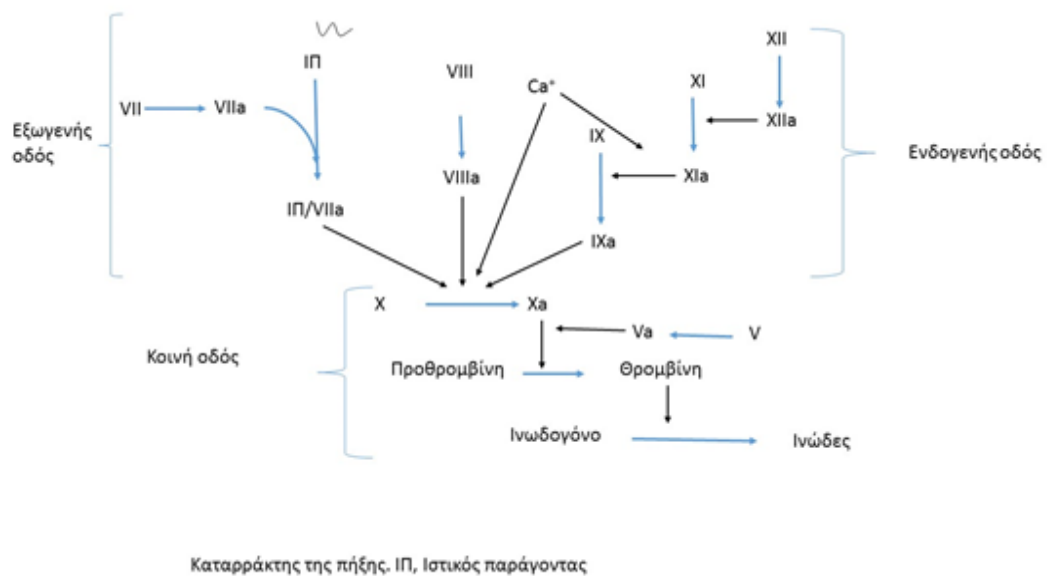 XII
ΙΠ
VIII
XI
Ca⁺
VII
VIIa
XIIa
Εξωγενής
οδός
IX
Ενδογενής οδός
VIIIa
XIa
ΙΠ/VIIa
IXa
X
Xa
Va
V
Κοινή οδός
Προθρομβίνη
Θρομβίνη
Ινωδογόνο
Ινώδες
Καταρράκτης της πήξης. ΙΠ, Ιστικός παράγοντας